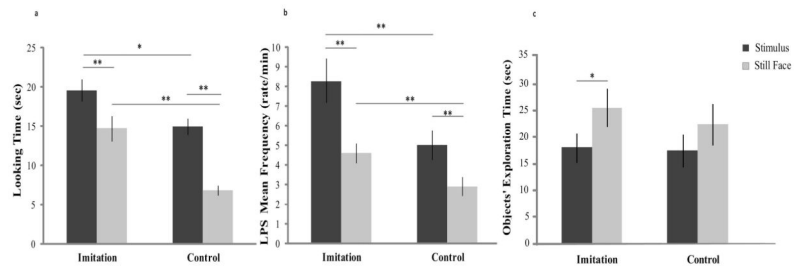 a
Looking Time (sec)
25
20
15
10
5
0
*
**
**
**
Imitation
Control
b
LPS Mean Frequency (rate/min)
10
9
8
7
6
5
4
3
2
1
0
**
**
**
**
Imitation
Control
c
Objects' Exploration Time (sec)
35
30
25
20
15
10
5
0
*
Imitation
Control
Stimulus
Still Face